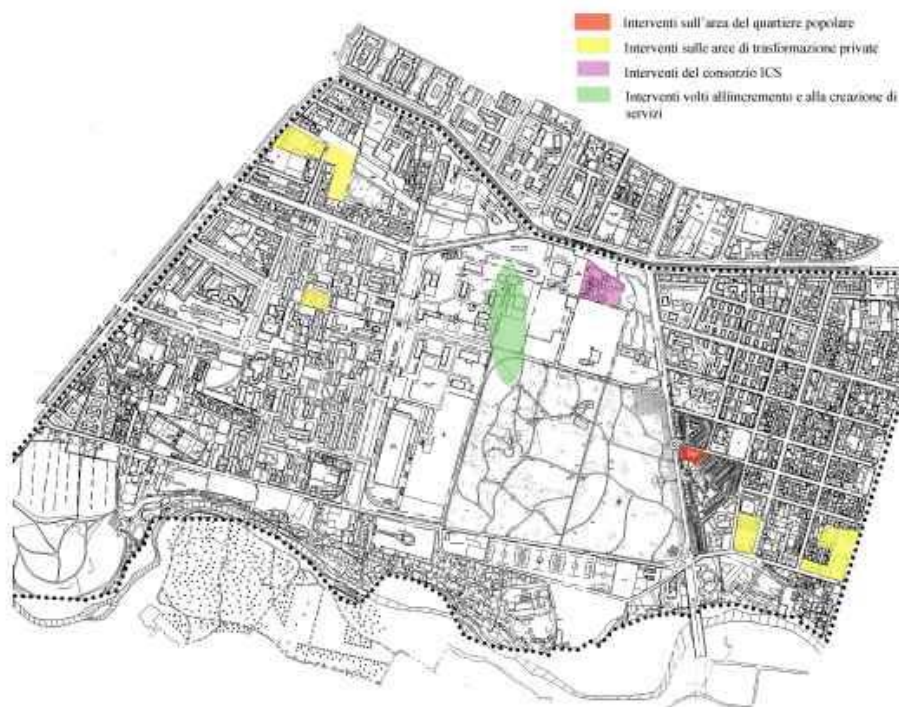 Interventi sull'area del quartiere popolare
Interventi sulle aree di trasformazione private
Interventi del consorzio ICS
Interventi volti all'incremento e alla creazione di
servizi